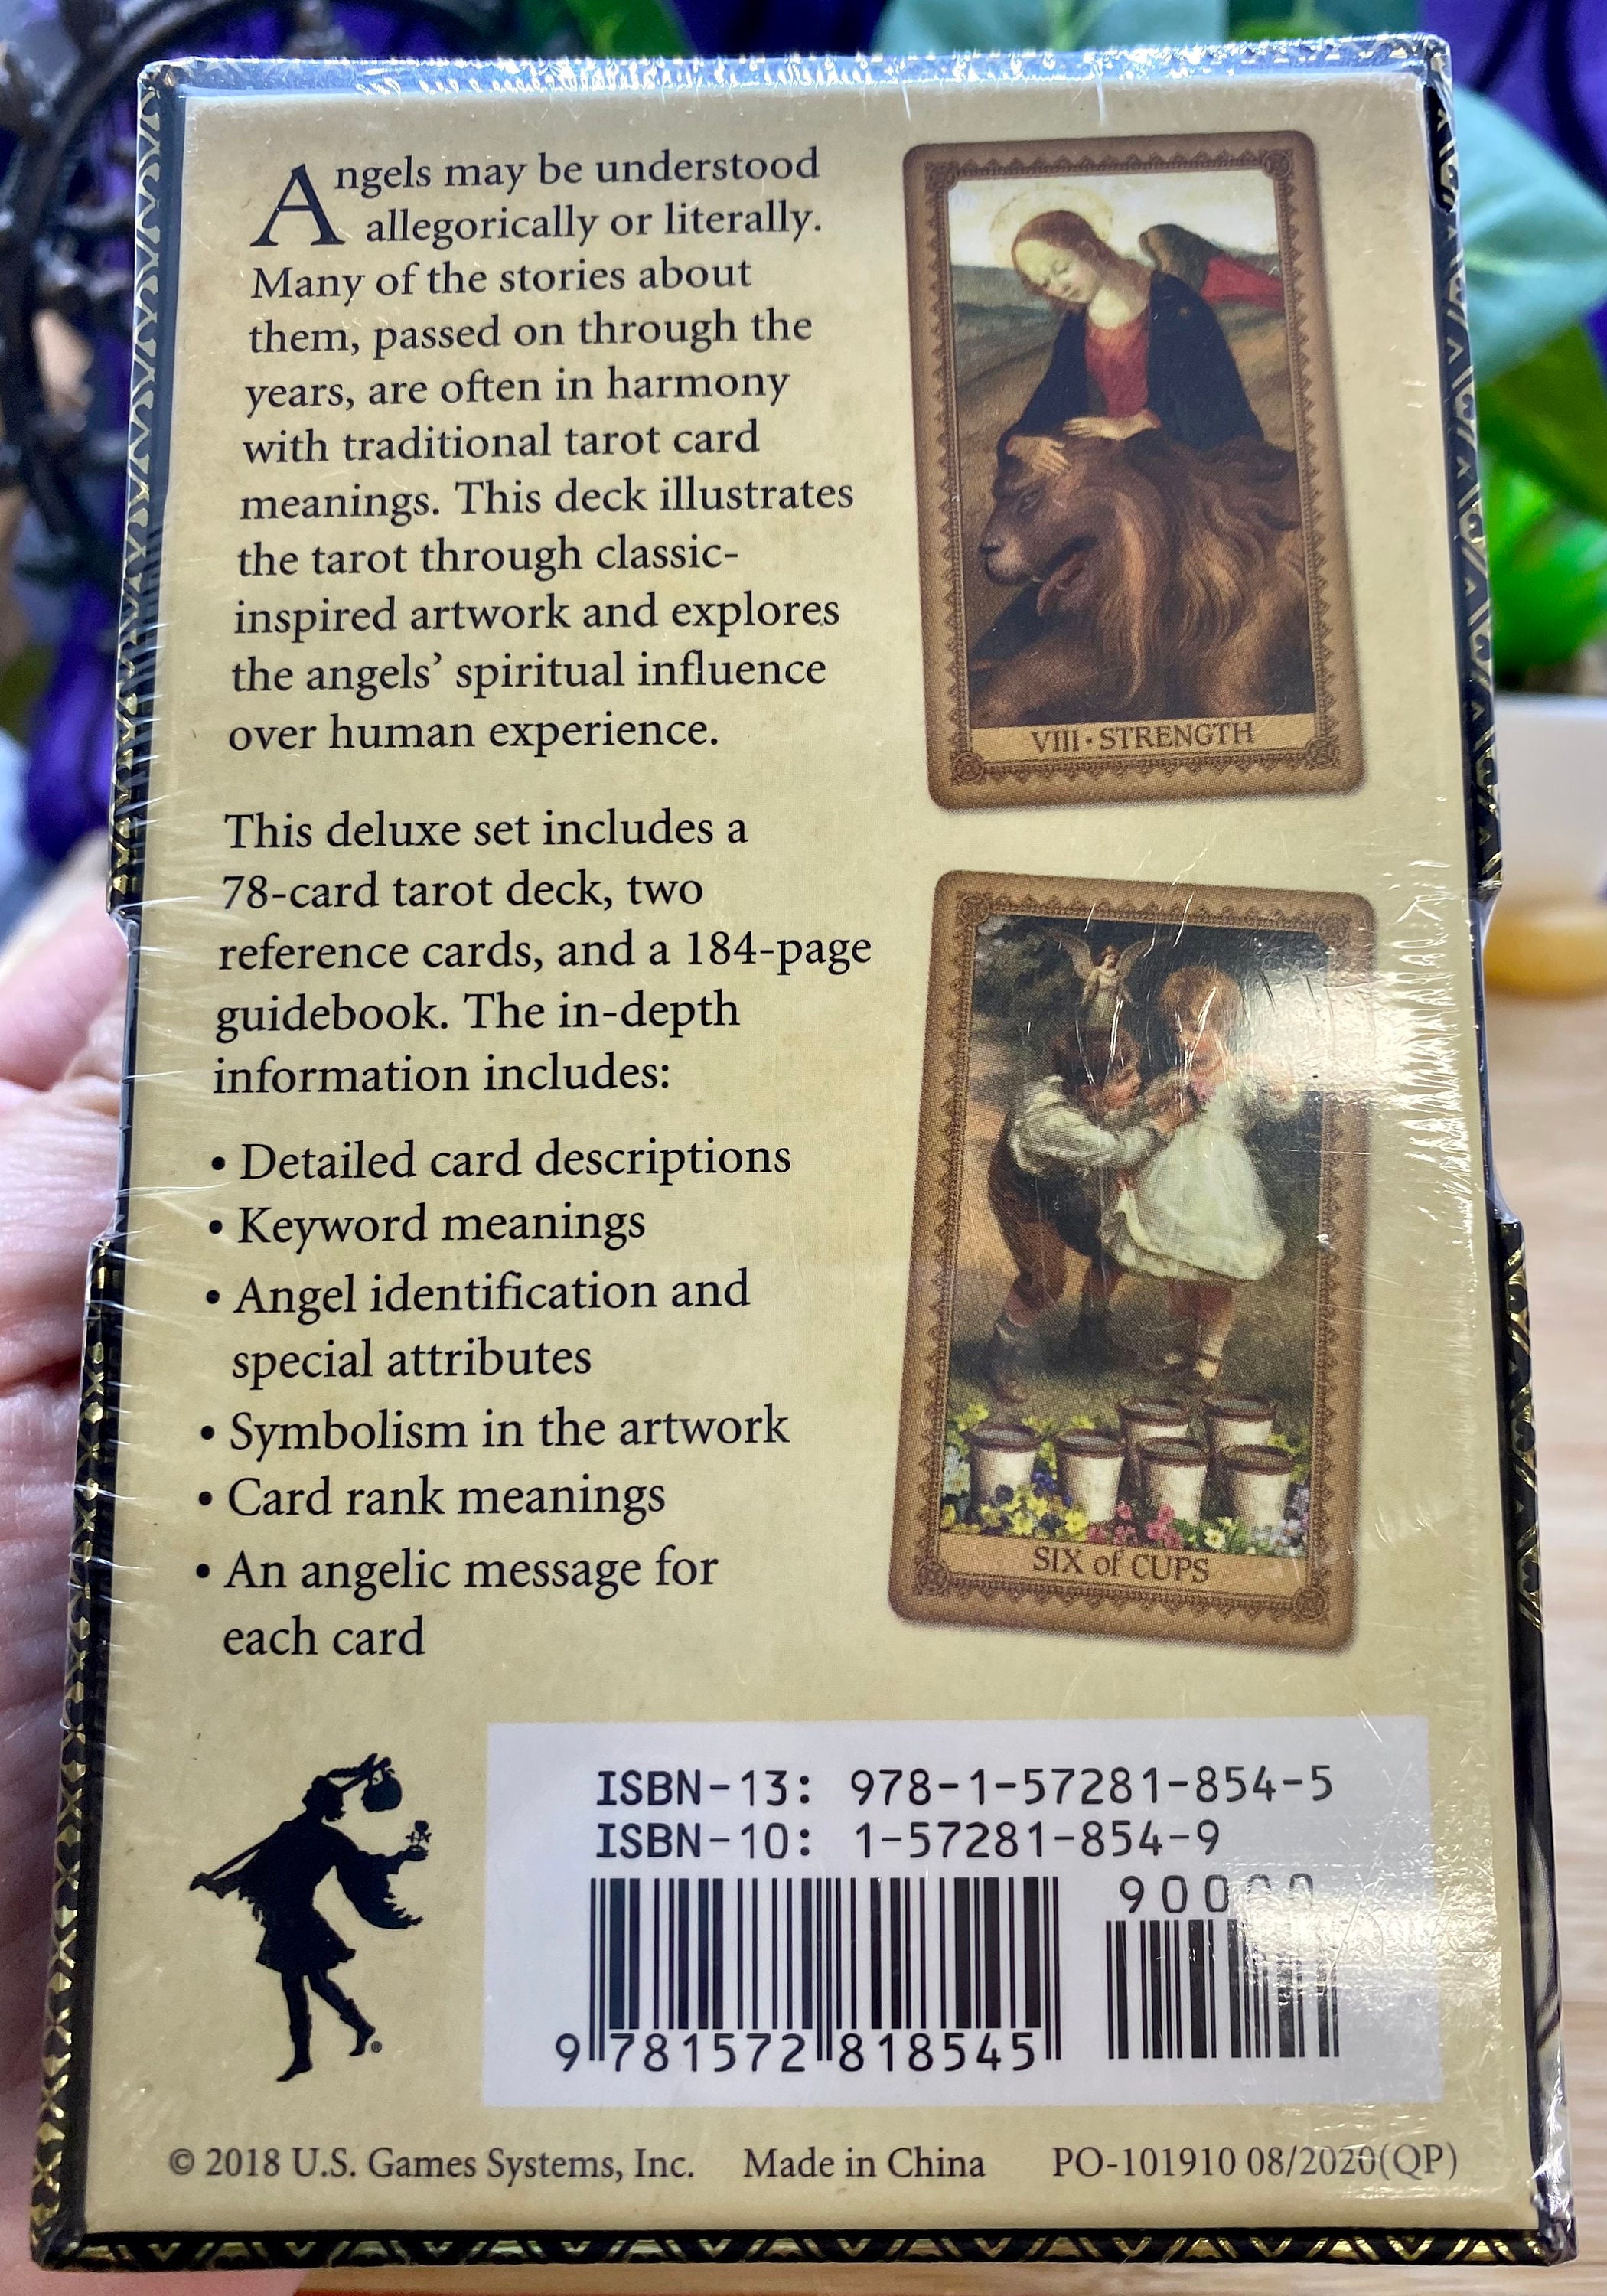 Angels may be understood
allegorically or literally.
Many of the stories about
them, passed on through the
years, are often in harmony
with traditional tarot card
meanings. This deck illustrates
the tarot through classic-
inspired artwork and explores
the angels’ spiritual influence
over human experience.
This deluxe set includes a
78-card tarot deck, two
reference cards, and a 184-page
guidebook. The in-depth
information includes:
• Detailed card descriptions
• Keyword meanings
• Angel identification and
special attributes
• Symbolism in the artwork
• Card rank meanings
• An angelic message for
each card
VIII • STRENGTH
SIX of CUPS
®
ISBN-13: 978-1-57281-854-5
ISBN-10: 1-57281-854-9
90000
9 781572 818545
© 2018 U.S. Games Systems, Inc. Made in China PO-101910 08/2020(QP)